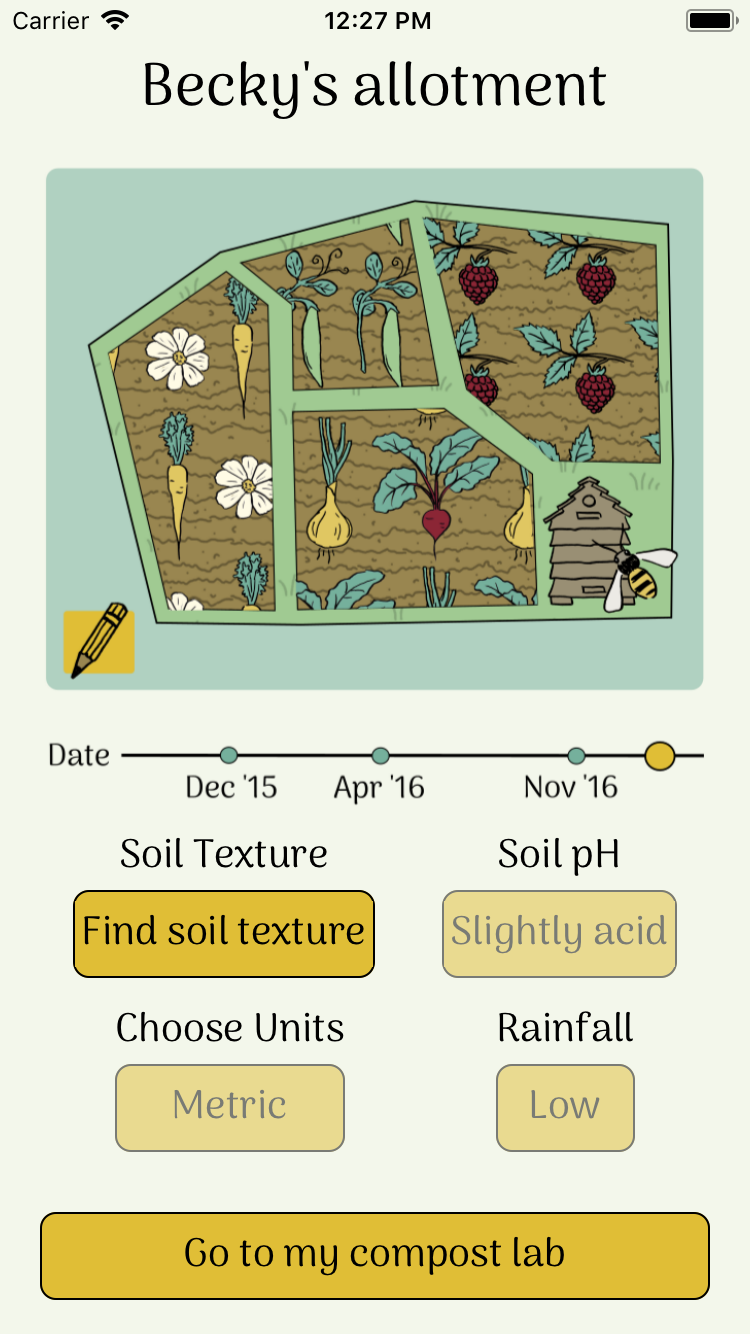 Carrier 12:27 PM
Becky's allotment
Date
Dec '15 Apr '16 Nov '16
Soil Texture Soil pH
Find soil texture Slightly acid
Choose Units Rainfall
Metric Low
Go to my compost lab